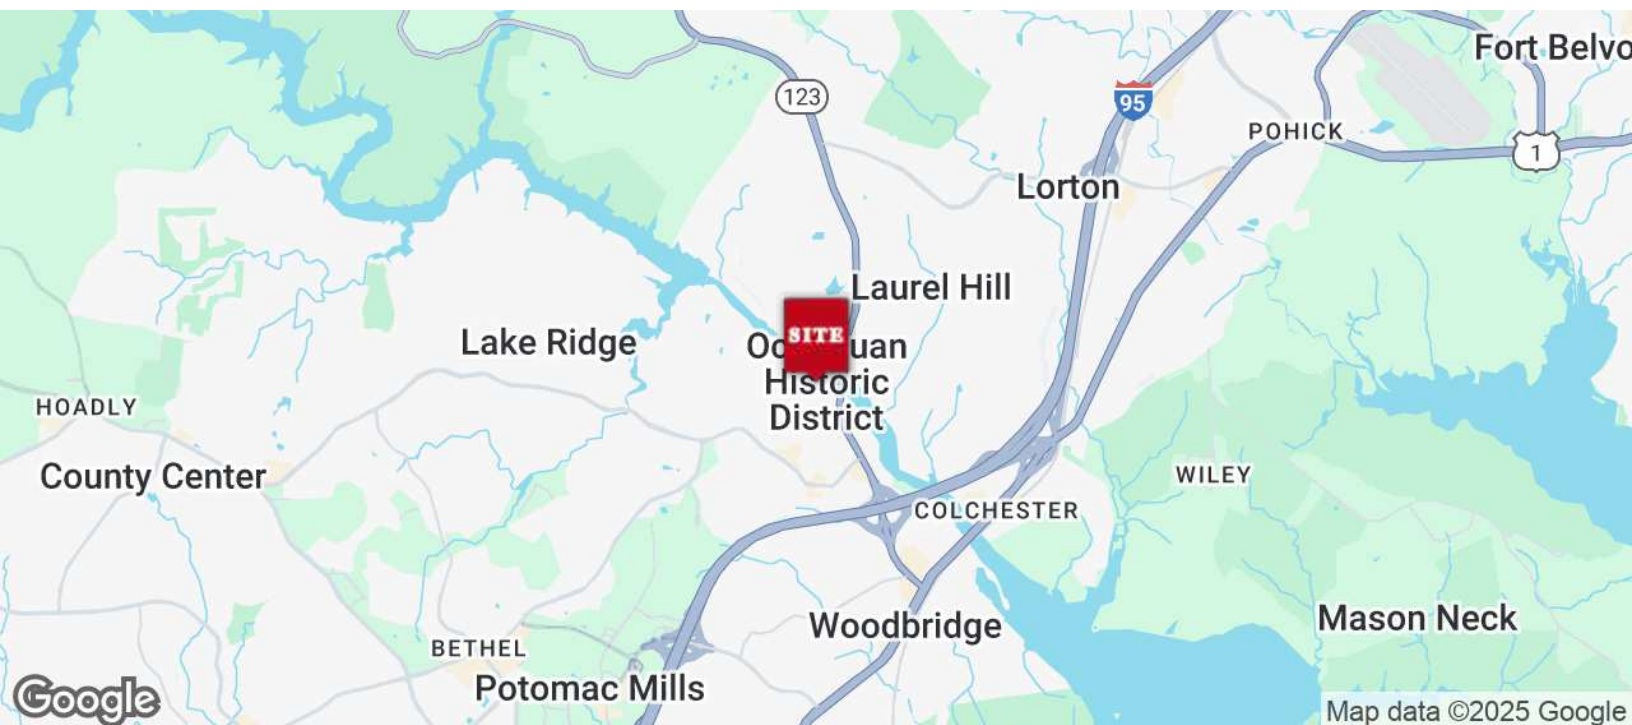 Fort Belvo
123
95
POHICK
1
Lorton
Laurel Hill
SITE
Lake Ridge
Oc uan
Historic
District
HOADLY
County Center
WILEY
COLCHESTER
Woodbridge
Mason Neck
BETHEL
Potomac Mills
Google
Map data ©2025 Google